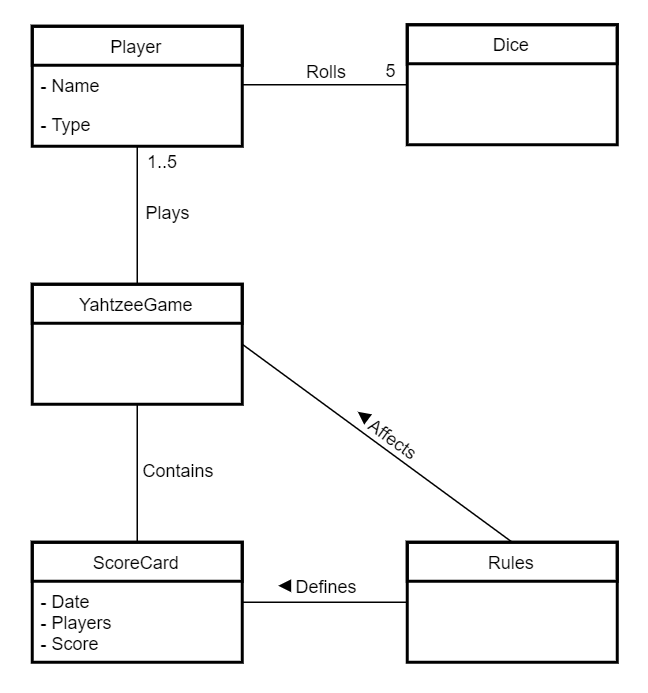 Player
Dice
Rolls
5
- Name
- Type
1..5
Plays
YahtzeeGame
Affects
Contains
ScoreCard
Rules
Defines
- Date
- Players
- Score